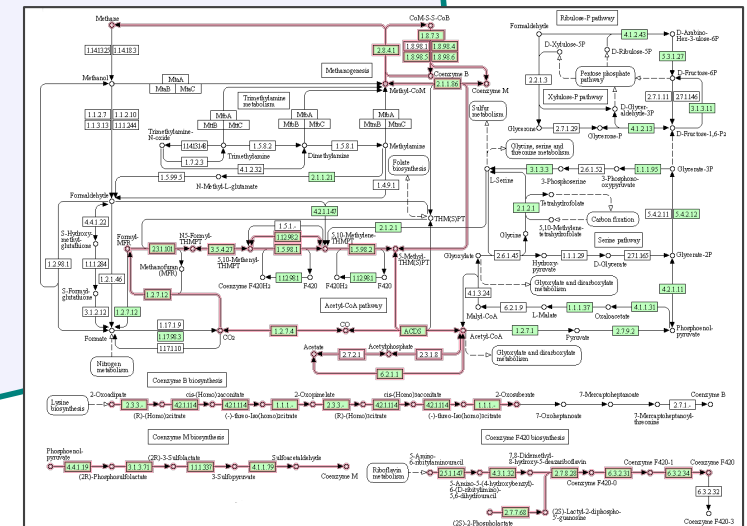 Methane
CoM-S-S-CoB
Ribulose-P pathway
1.8.7.3
1.8.98.1
1.8.98.4
1.8.98.5
1.8.98.6
2.8.4.1
Coenzyme B
1.14.13.25
1.14.18.3
Methanogenesis
2.1.1.86
Methyl-CoM
Coenzyme M
Formaldehyde
4.1.2.43
D-Arabino-
Hex-3-ulose-6P
D-Xylulose-5P
D-Ribulose-5P
5.3.1.27
2.2.1.3
Pentose phosphate
pathway
D-Fructose-6P
Xylulose-P pathway
2.7.1.11
2.7.1.146
3.1.3.11
D-Glycer-
aldehyde-3P
Glycerone
2.7.1.29
Glycerone-P
4.1.2.13
D-Fructose-1,6-P2
Methanol
MtaA
MtaB
MtaC
Trimethylamine
metabolism
MtbA
MttB
MttC
MtbA
MtbB
MtbC
MtbA
MtmB
MtmC
Sulfur
metabolism
1.1.2.7
1.1.2.10
1.1.3.13
1.1.1.244
Trimethylamine-
N-oxide
1.14.13.148
1.7.2.3
Trimethylamine
1.5.8.2
Dimethylamine
1.5.8.1
Methylamine
4.1.2.32
1.5.99.5
N-Methyl-L-glutamate
2.1.1.21
1.4.9.1
Folate
biosynthesis
Glycine, serine and
threonine metabolism
L-Serine
3.1.3.3
3-Phosphoserine
2.6.1.52
3-Phosphono-
oxypyruvate
1.1.1.95
Glycerate-3P
Formaldehyde
4.2.1.147
THM(S)PT
2.1.2.1
2.1.2.1
Tetrahydrofolate
Carbon fixation
5,10-Methylene-
tetrahydrofolate
5.4.2.11
5.4.2.12
Glycine
Serine pathway
4.4.1.22
S-Hydroxy-
methyl-
glutathione
1.1.1.284
1.2.98.1
1.2.1.46
S-Formyl-
glutathione
3.1.2.12
1.2.7.12
Formate
Formyl-
MFR
2.3.1.101
N5-Formyl-
THMPT
3.5.4.27
5,10-Methenyl-
THMPT
1.5.1.-
1.12.98.2
1.5.98.1
5,10-Methylene-
THMPT
1.5.98.2
5-Methyl-
THM(S)PT
Methanofuran
(MFR)
Coenzyme F420H2
1.12.98.1
F420
F420H2
1.12.98.1
F420
1.2.7.12
Glyoxylate
2.6.1.45
Hydroxy-
pyruvate
1.1.1.29
D-Glycerate
2.7.1.165
Glycerate-2P
Glyoxylate and dicarboxylate
metabolism
4.1.3.24
4.2.1.11
Malyl-CoA
6.2.1.9
L-Malate
1.1.1.37
Oxaloacetate
4.1.1.31
Acetyl-CoA pathway
1.17.1.9
1.17.98.3
1.17.1.10
CO2
1.2.7.4
CO
ACDS
Acetyl-CoA
1.2.7.1
Pyruvate
2.7.9.2
Phosphoenol-
pyruvate
Nitrogen
metabolism
Acetate
2.7.2.1
Acetylphosphate
2.3.1.8
6.2.1.1
Glyoxylate and dicarboxylate
metabolism
Coenzyme B biosynthesis
Lysine
biosynthesis
2-Oxoadipate
2.3.3.-
(R)-(Homo)citrate
4.2.1.114
cis-(Homo)aconitate
4.2.1.114
(-)-threo-Iso(homo)citrate
1.1.1.-
2-Oxopimelate
2.3.3.-
(R)-(Homo)citrate
4.2.1.114
cis-(Homo)aconitate
4.2.1.114
(-)-threo-Iso(homo)citrate
1.1.1.-
2-Oxosuberate
7-Oxoheptanoate
7-Mercaptoheptanoate
7-Mercaptoheptanoyl-
threonine
2.7.1.-
Coenzyme B
Coenzyme M biosynthesis
Phosphoenol-
pyruvate
4.4.1.19
(2R)-Phosphosulfolactate
3.1.3.71
(2R)-3-Sulfolactate
1.1.1.337
3-Sulfopyruvate
4.1.1.79
Sulfoacetaldehyde
Coenzyme M
Coenzyme F420 biosynthesis
Riboflavin
metabolism
5-Amino-
6-ribitylaminouracil
2.5.1.147
5-Amino-5-(4-hydroxybenzyl)-
6-(D-ribitylimino)-
5,6-dihydrouracil
4.3.1.32
7,8-Didemethyl-
8-hydroxy-5-deazariboflavin
2.7.8.28
Coenzyme F420-0
6.3.2.31
Coenzyme F420-1
6.3.2.34
Coenzyme F420
6.3.2.32
Coenzyme F420-3
2.7.7.68
(2S)-2-Phospholactate
(2S)-Lactyl-2-diphospho-
5'-guanosine